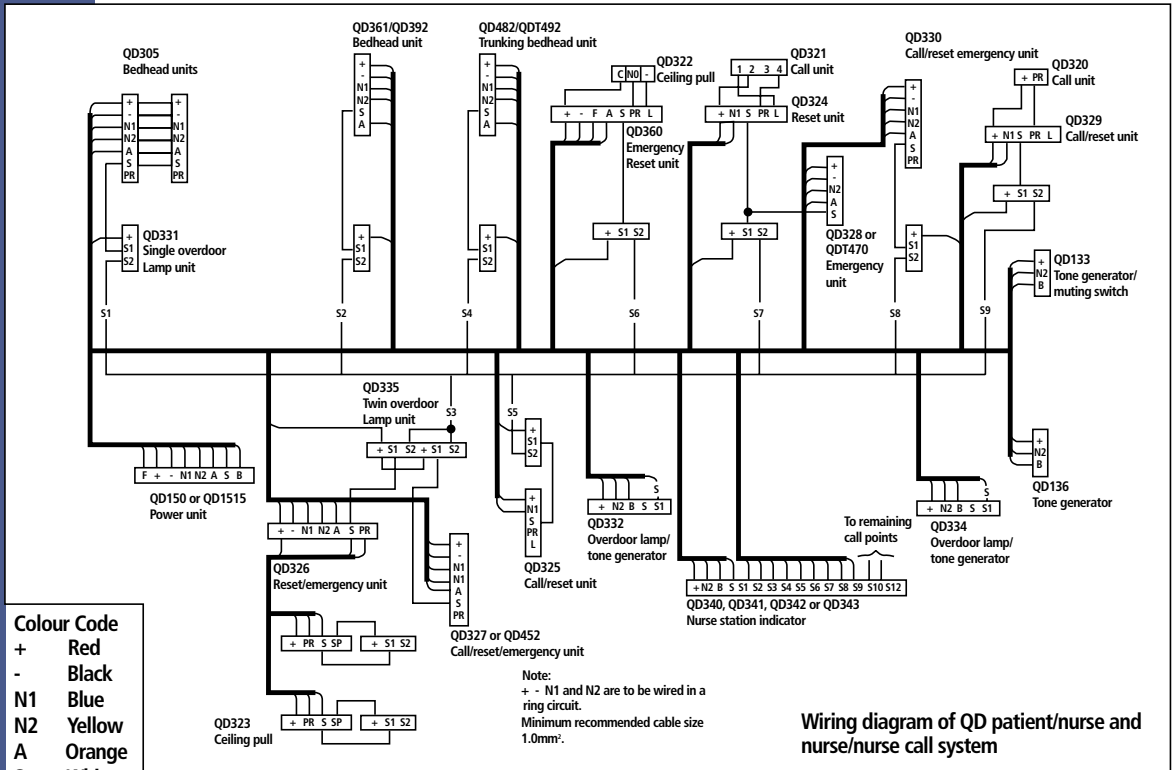 QD305
Bedhead units
+ +
- -
N1 N1
N2 N2
A A
S S
PR PR
QD331
Single overdoor
Lamp unit
+
S1
S2
QD361/QD392
Bedhead unit
+
-
N1
N2
S
A
+
S1
S2
QD482/QDT492
Trunking bedhead unit
+
-
N1
N2
S
A
+
S1
S2
QD322
Ceiling pull
C N0 -
+ - F A S PR L
QD360
Emergency
Reset unit
+ S1 S2
QD321
Call unit
1 2 3 4
QD324
Reset unit
+ N1 S PR L
+ S1 S2
+
-
N2
A
S
QD328 or
QDT470
Emergency
unit
QD330
Call/reset emergency unit
+
-
N1
N2
A
S
PR
+
S1
S2
QD320
Call unit
+ PR
QD329
Call/reset unit
+ N1 S PR L
+ S1 S2
QD133
Tone generator/
muting switch
+
N2
B
S1
S2
S4
S6
S7
S8
S9
QD335
Twin overdoor
Lamp unit
S3
S5
+ S1 S2 + S1 S2
F + - N1 N2 A S B
QD150 or QD1515
Power unit
+ - N1 N2 A S PR
QD326
Reset/emergency unit
+
-
N1
N1
A
S
PR
QD327 or QD452
Call/reset/emergency unit
+
S1
S2
+
N1
S
PR
L
QD325
Call/reset unit
S
+ N2 B S S1
QD332
Overdoor lamp/
tone generator
To remaining
call points
+ N2 B S S1 S2 S3 S4 S5 S6 S7 S8 S9 S10 S12
QD340, QD341, QD342 or QD343
Nurse station indicator
S
+ N2 B S S1
QD334
Overdoor lamp/
tone generator
+
N2
B
QD136
Tone generator
+ PR S SP
+ S1 S2
QD323
Ceiling pull
+ PR S SP
+ S1 S2
Note:
+ - N1 and N2 are to be wired in a
ring circuit.
Minimum recommended cable size
1.0mm².
Colour Code
+ Red
- Black
N1 Blue
N2 Yellow
A Orange
Wiring diagram of QD patient/nurse and
nurse/nurse call system